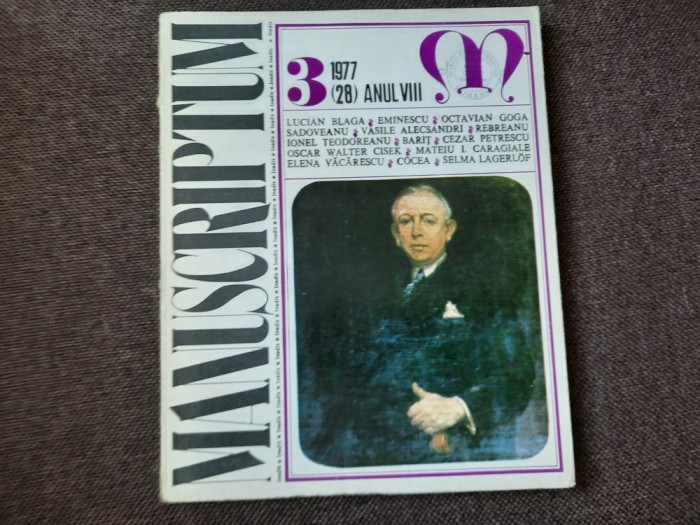 MANUSCRIPTUM
3
1977
(28) ANUL VIII
LUCIAN BLAGA EMINESCU OCTAVIAN GOGA
SADOVEANU VASILE ALECSANDRI REBREANU
IONEL TEODOREANU BARIȚ CEZAR PETRESCU
OSCAR WALTER CISEK MATEIU I. CARAGIALE
ELENA VĂCĂRESCU COCEA SELMA LAGERLÖF